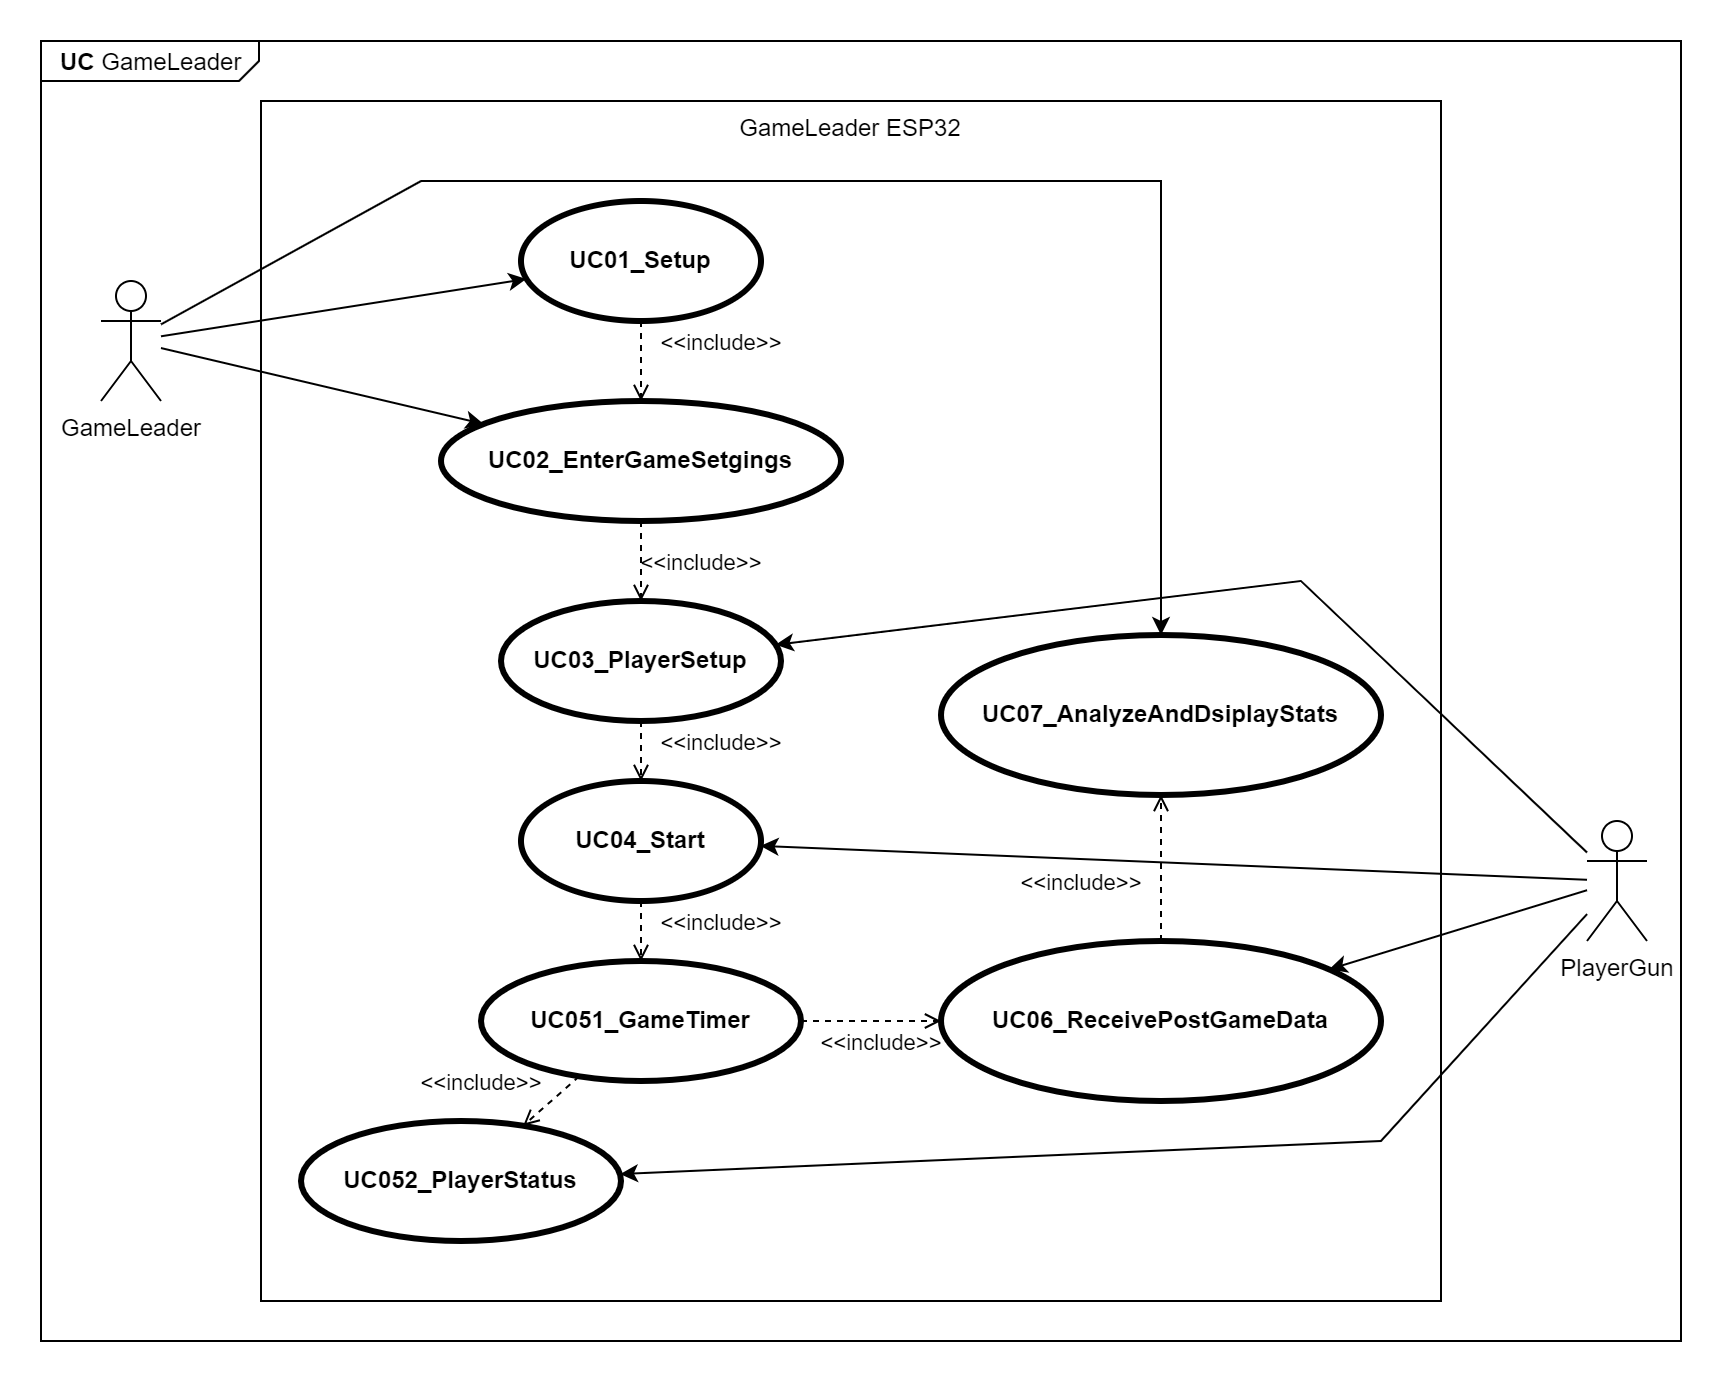 UC GameLeader
GameLeader ESP32
UC01_Setup
<<include>>
GameLeader
UC02_EnterGameSetgings
<<include>>
UC03_PlayerSetup
UC07_AnalyzeAndDsiplayStats
<<include>>
UC04_Start
<<include>>
<<include>>
PlayerGun
UC051_GameTimer
UC06_ReceivePostGameData
<<include>>
<<include>>
UC052_PlayerStatus